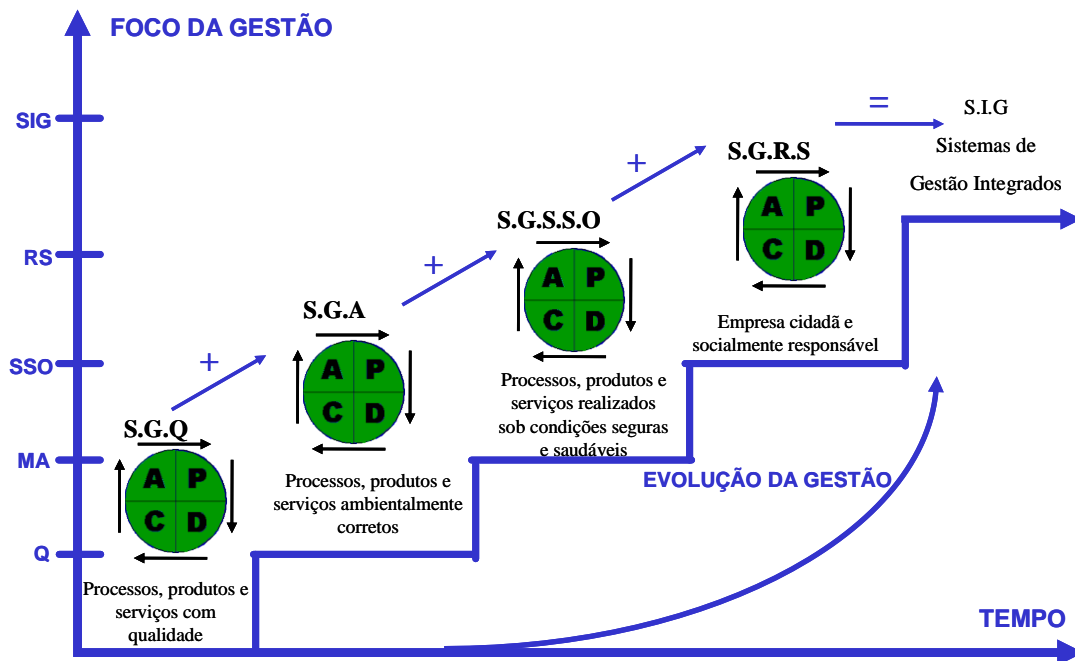 FOCO DA GESTÃO
SIG
=
S.I.G
Sistemas de
Gestão Integrados
+
S.G.R.S
A P
C D
Empresa cidadã e
socialmente responsável
RS
+
S.G.S.S.O
A P
C D
Processos, produtos e
serviços realizados
sob condições seguras
e saudáveis
SSO
+
S.G.A
A P
C D
Processos, produtos e
serviços ambientalmente
corretos
MA
S.G.Q
A P
C D
Processos, produtos e
serviços com
qualidade
Q
EVOLUÇÃO DA GESTÃO
TEMPO